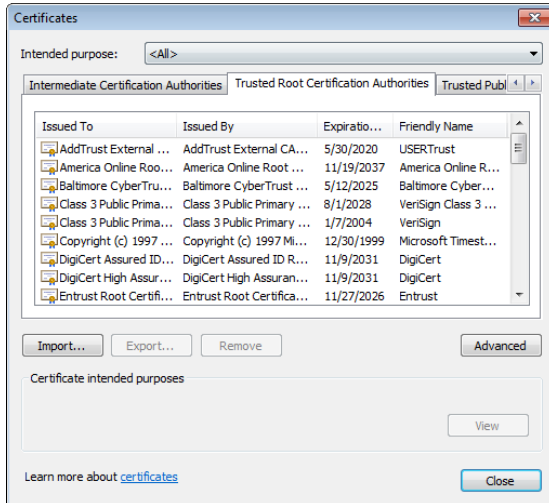 Certificates
Intended purpose: <All>
Intermediate Certification Authorities Trusted Root Certification Authorities Trusted Publ
Issued To Issued By Expiratio... Friendly Name
AddTrust External ... AddTrust External CA... 5/30/2020 USERTrust
America Online Roo... America Online Root ... 11/19/2037 America Online R...
Baltimore CyberTru... Baltimore CyberTrust ... 5/12/2025 Baltimore Cyber...
Class 3 Public Prima... Class 3 Public Primary ... 8/1/2028 VeriSign Class 3 ...
Class 3 Public Prima... Class 3 Public Primary ... 1/7/2004 VeriSign
Copyright (c) 1997 ... Copyright (c) 1997 Mi... 12/30/1999 Microsoft Timest...
DigiCert Assured ID... DigiCert Assured ID R... 11/9/2031 DigiCert
DigiCert High Assur... DigiCert High Assuran... 11/9/2031 DigiCert
Entrust Root Certifi... Entrust Root Certifica... 11/27/2026 Entrust
Import... Export... Remove Advanced
Certificate intended purposes
View
Learn more about certificates
Close